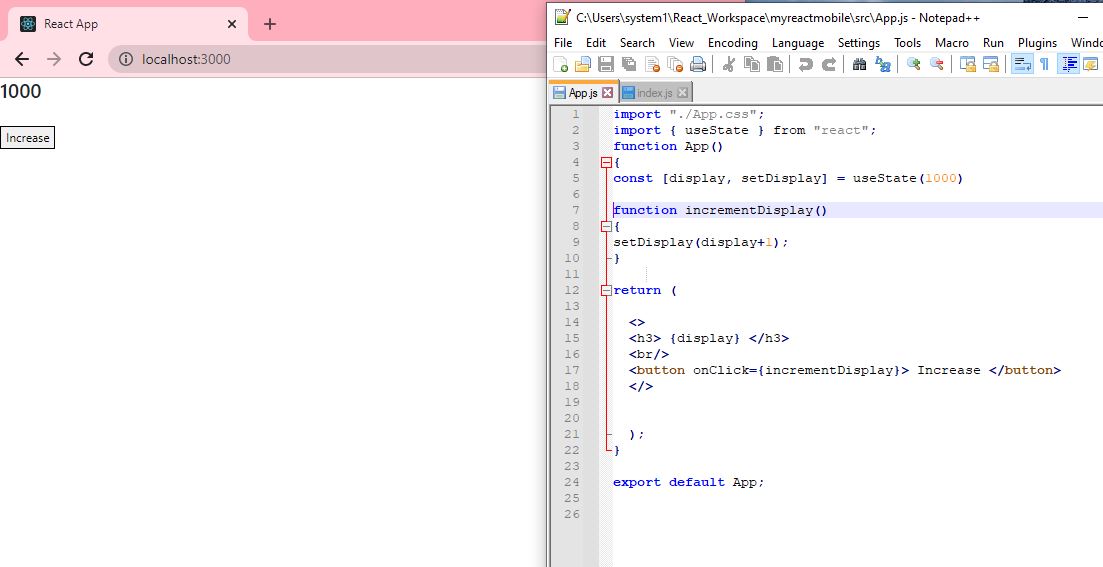 React App
localhost:3000
1000
Increase
C:\Users\system1\React_Workspace\myreactmobile\src\App.js - Notepad++
File Edit Search View Encoding Language Settings Tools Macro Run Plugins Windo
App.js index.js
1 import "./App.css";
2 import { useState } from "react";
3 function App()
4 {
5 const [display, setDisplay] = useState(1000)
6
7 function incrementDisplay()
8 {
9 setDisplay(display+1);
10 }
11
12 return (
13
14 <>
15 <h3> {display} </h3>
16 <br/>
17 <button onClick={incrementDisplay}> Increase </button>
18 </>
19
20
21 );
22 }
23
24 export default App;
25
26